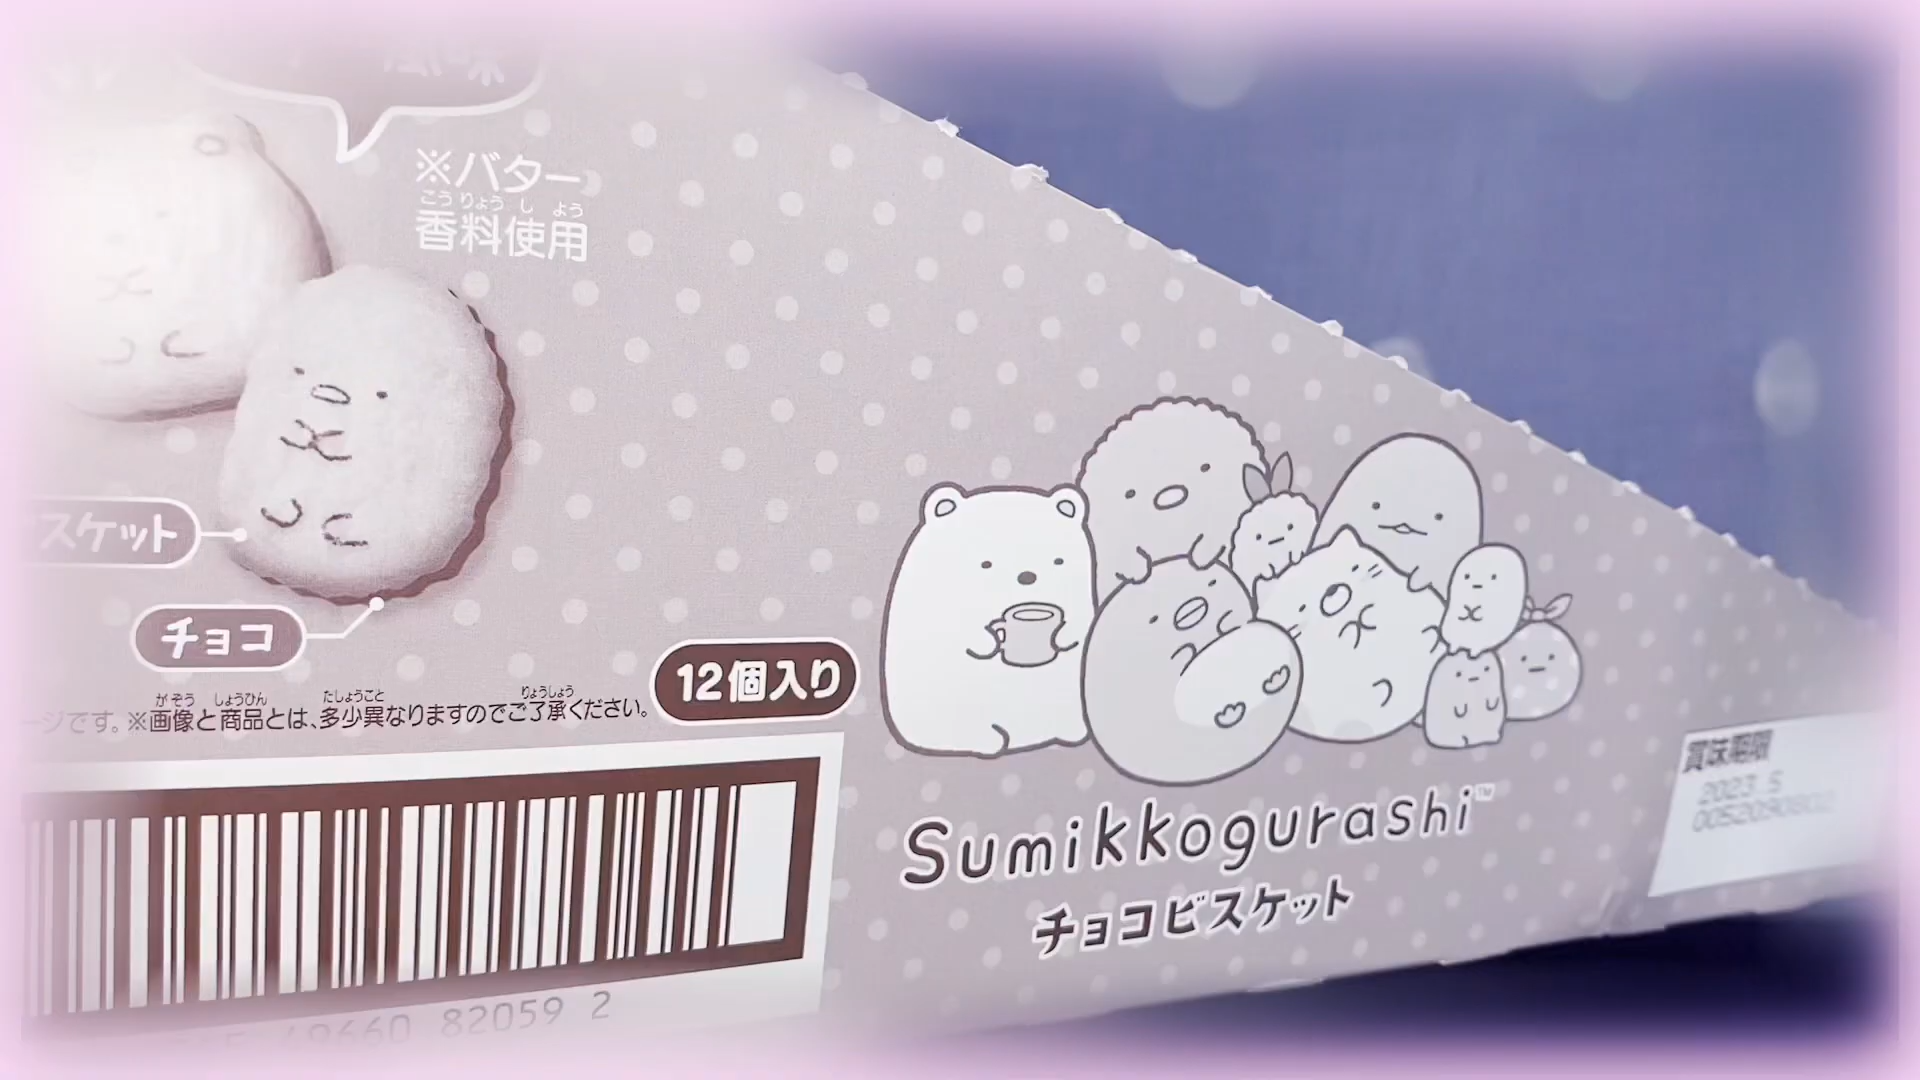 風味
※バター
こうりょう し よう
香料使用
スケット
チョコ
12個入り
がぞう しょうひん たしょうこと りょうしょう
ージです。※画像と商品とは、多少異なりますのでご了承ください。
49660 82059 2
Sumikkogurashi™
チョコビスケット
賞味期限
2023. 5